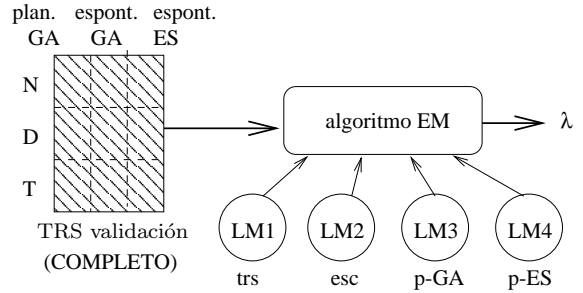 plan. espont. espont.
GA GA ES
N
D
T
TRS validación
(COMPLETO)
algoritmo EM
λ
LM1 LM2 LM3 LM4
trs esc p-GA p-ES